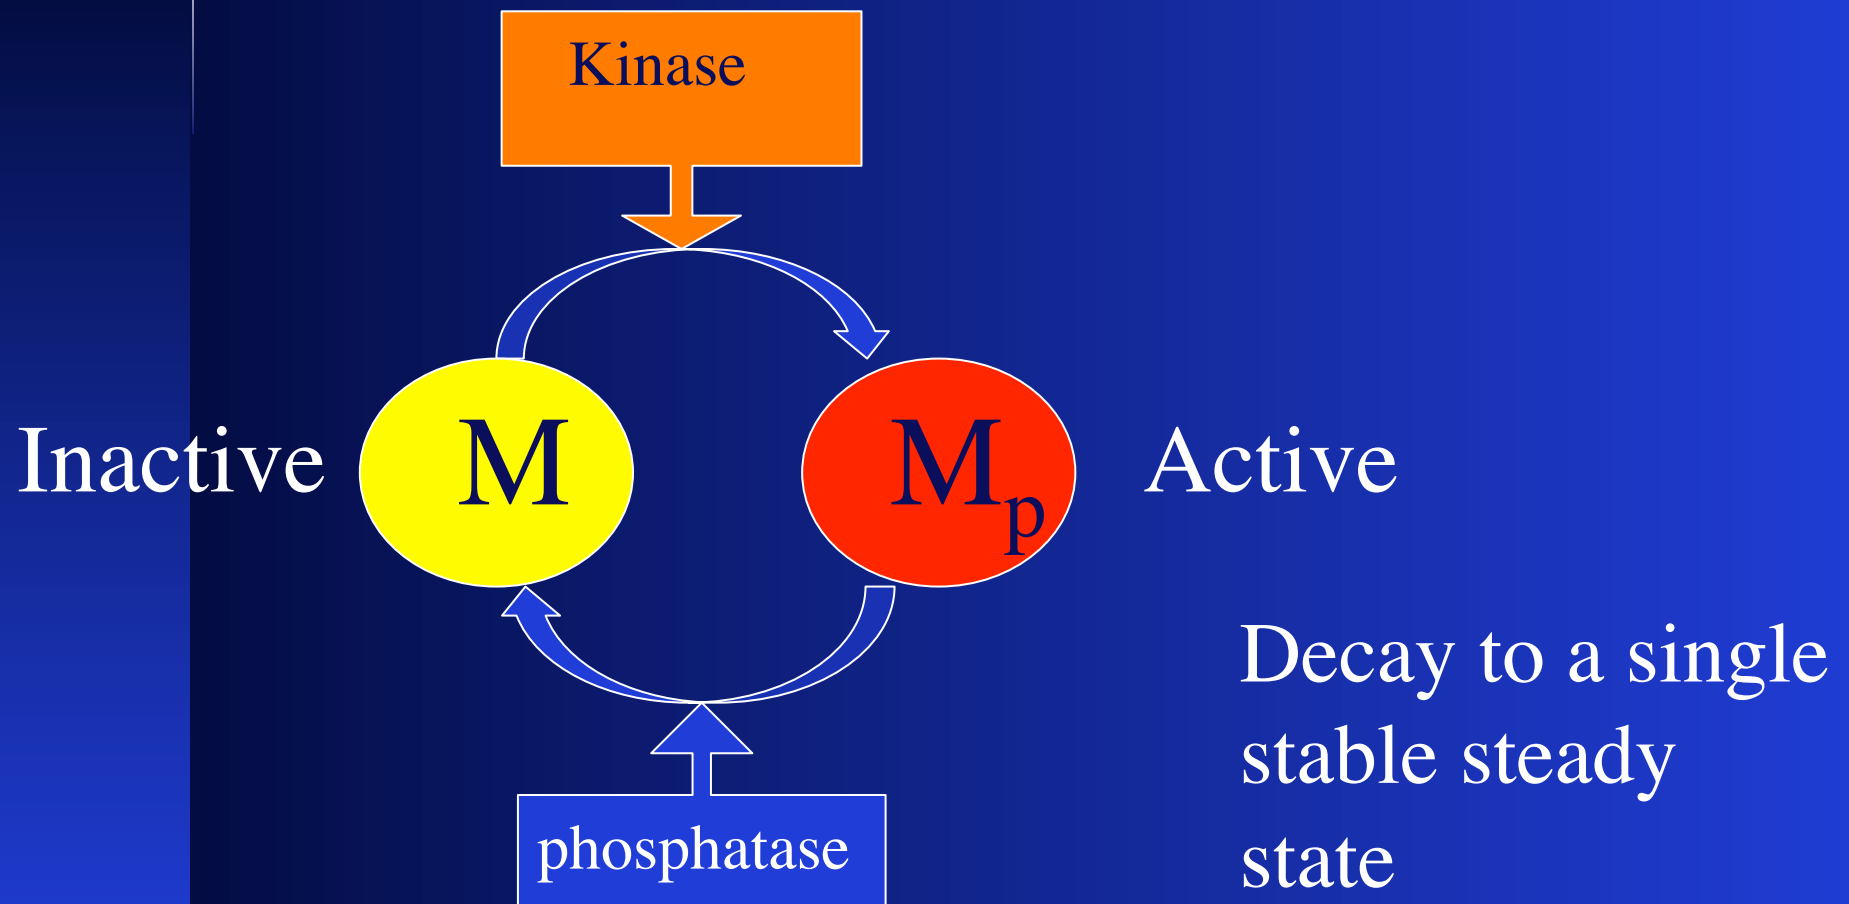 Kinase
Inactive
M
Mp
Active
Decay to a single
stable steady
state
phosphatase